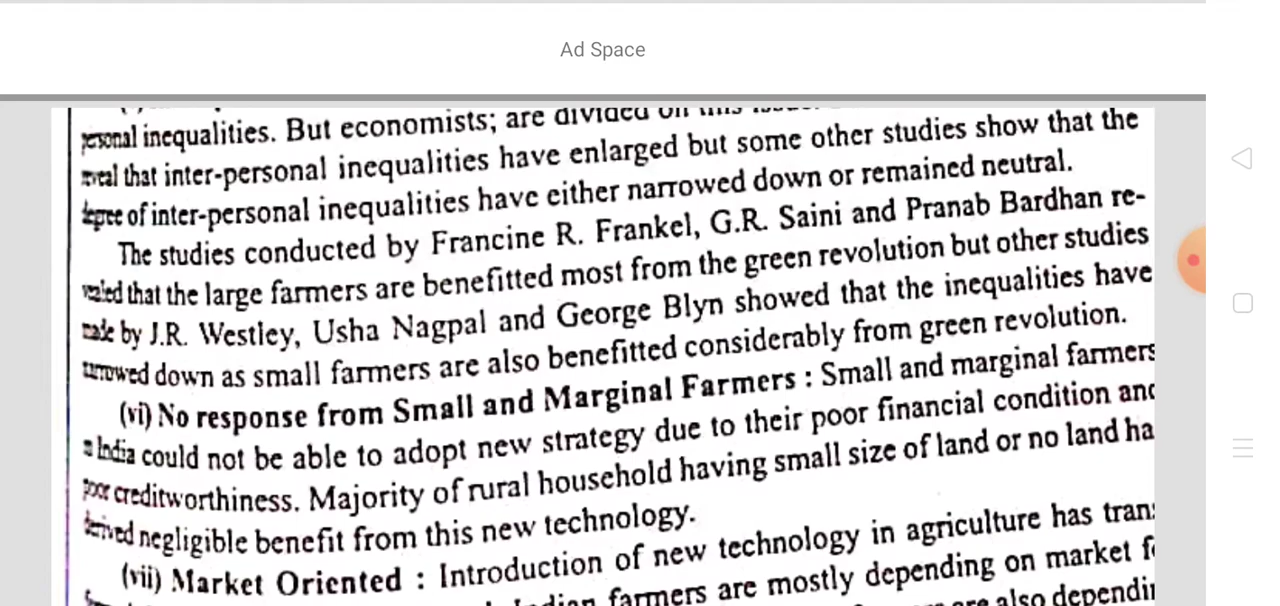 Ad Space
personal inequalities. But economists; are divided on this
reveal that inter-personal inequalities have enlarged but some other studies show that the
degree of inter-personal inequalities have either narrowed down or remained neutral.
The studies conducted by Francine R. Frankel, G.R. Saini and Pranab Bardhan re-
vealed that the large farmers are benefitted most from the green revolution but other studies
made by J.R. Westley, Usha Nagpal and George Blyn showed that the inequalities have
narrowed down as small farmers are also benefitted considerably from green revolution.
(vi) No response from Small and Marginal Farmers : Small and marginal farmers
in India could not be able to adopt new strategy due to their poor financial condition and
poor creditworthiness. Majority of rural household having small size of land or no land ha
derived negligible benefit from this new technology.
(vii) Market Oriented : Introduction of new technology in agriculture has tran
farmers are mostly depending on market
are also